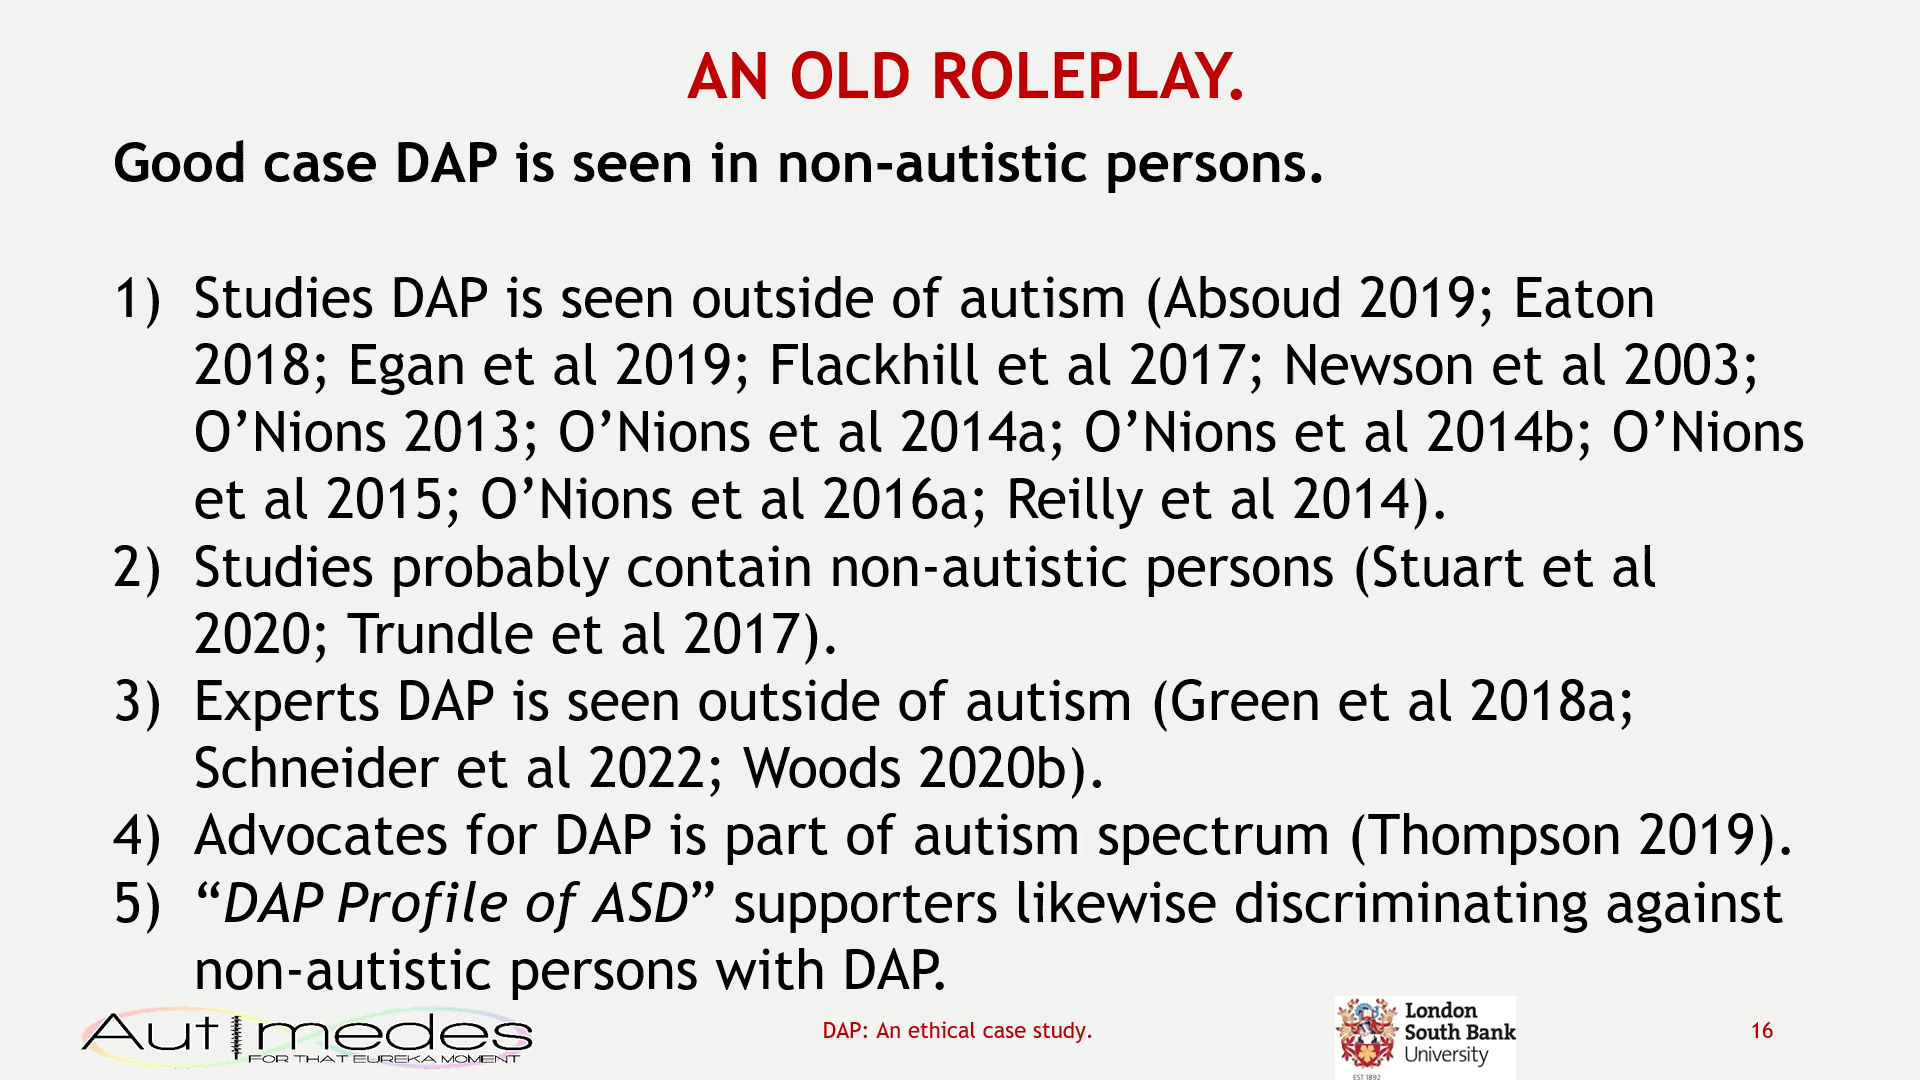 AN OLD ROLEPLAY.
Good case DAP is seen in non-autistic persons.
1) Studies DAP is seen outside of autism (Absoud 2019; Eaton
2018; Egan et al 2019; Flackhill et al 2017; Newson et al 2003;
O’Nions 2013; O’Nions et al 2014a; O’Nions et al 2014b; O’Nions
et al 2015; O’Nions et al 2016a; Reilly et al 2014).
2) Studies probably contain non-autistic persons (Stuart et al
2020; Trundle et al 2017).
3) Experts DAP is seen outside of autism (Green et al 2018a;
Schneider et al 2022; Woods 2020b).
4) Advocates for DAP is part of autism spectrum (Thompson 2019).
5) “DAP Profile of ASD” supporters likewise discriminating against
non-autistic persons with DAP.
Autimedes
FOR THAT EUREKA MOMENT
DAP: An ethical case study.
London
South Bank
University
EST 1892
16